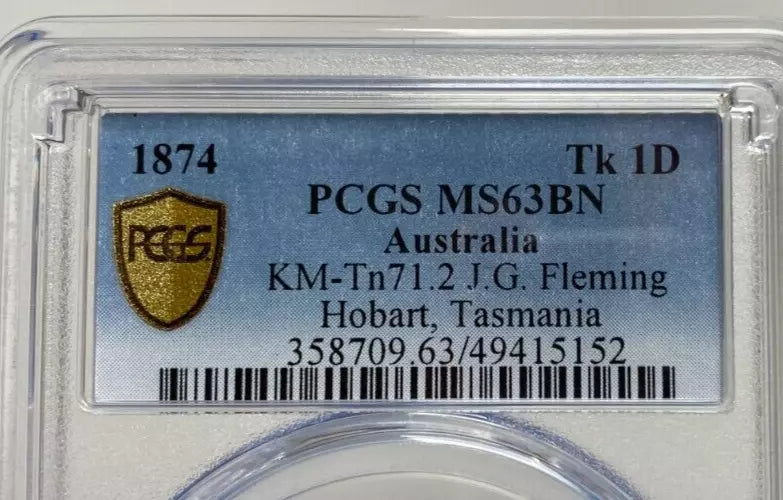 1874 Tk 1D
PCGS MS63BN
Australia
PCGS
KM-Tn71.2 J.G. Fleming
Hobart, Tasmania
358709.63/49415152